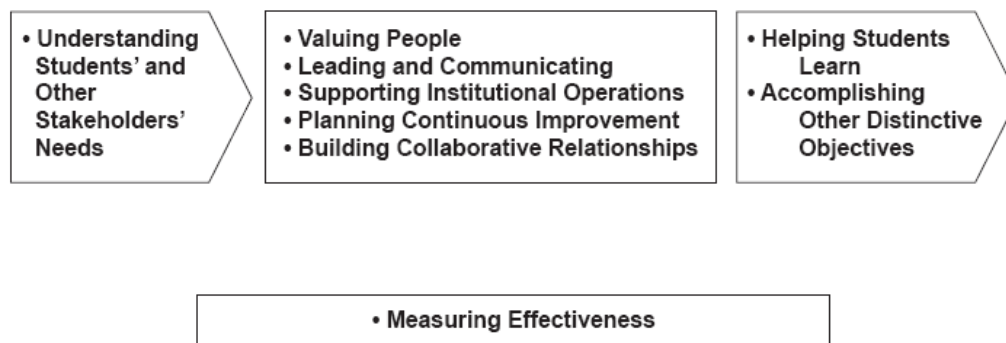 • Understanding
Students’ and
Other
Stakeholders’
Needs
• Valuing People
• Leading and Communicating
• Supporting Institutional Operations
• Planning Continuous Improvement
• Building Collaborative Relationships
• Helping Students
Learn
• Accomplishing
Other Distinctive
Objectives
• Measuring Effectiveness